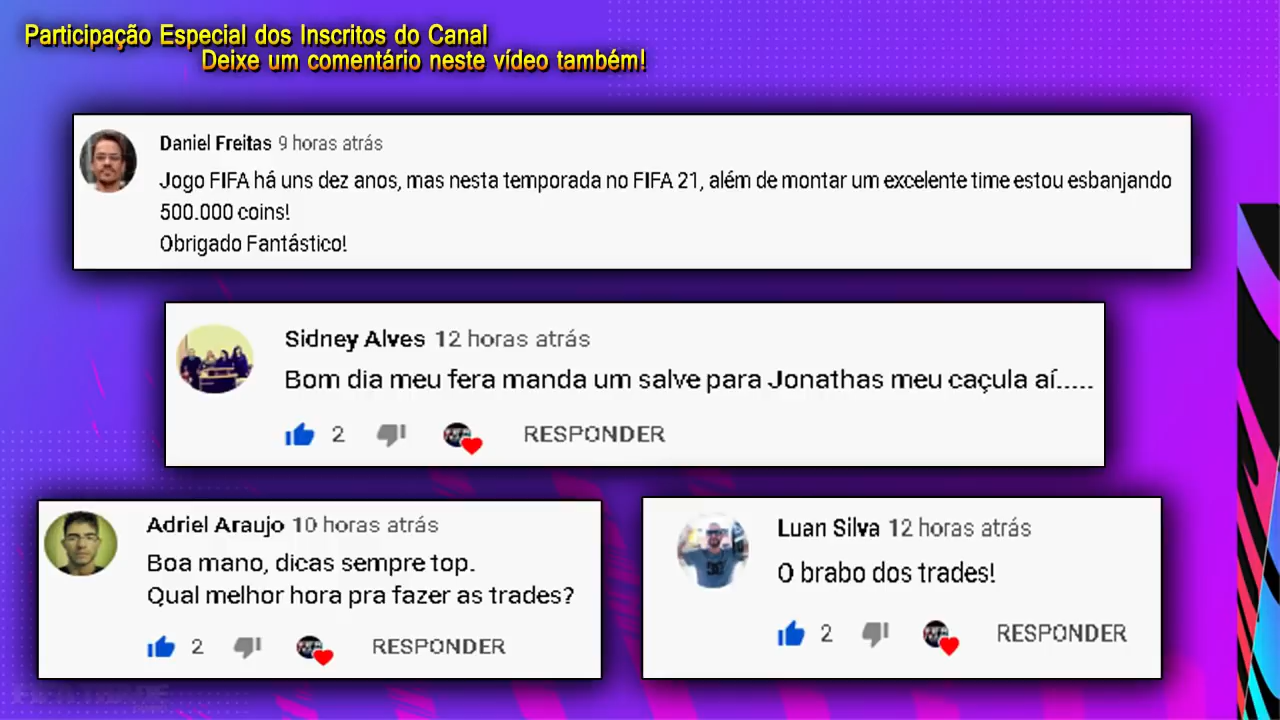 Participação Especial dos Inscritos do Canal
Deixe um comentário neste vídeo também!
Daniel Freitas 9 horas atrás
Jogo FIFA há uns dez anos, mas nesta temporada no FIFA 21, além de montar um excelente time estou esbanjando
500.000 coins!
Obrigado Fantástico!
Sidney Alves 12 horas atrás
Bom dia meu fera manda um salve para Jonathas meu caçula aí.....
2 RESPONDER
Adriel Araujo 10 horas atrás
Boa mano, dicas sempre top.
Qual melhor hora pra fazer as trades?
2 RESPONDER
Luan Silva 12 horas atrás
O brabo dos trades!
2 RESPONDER